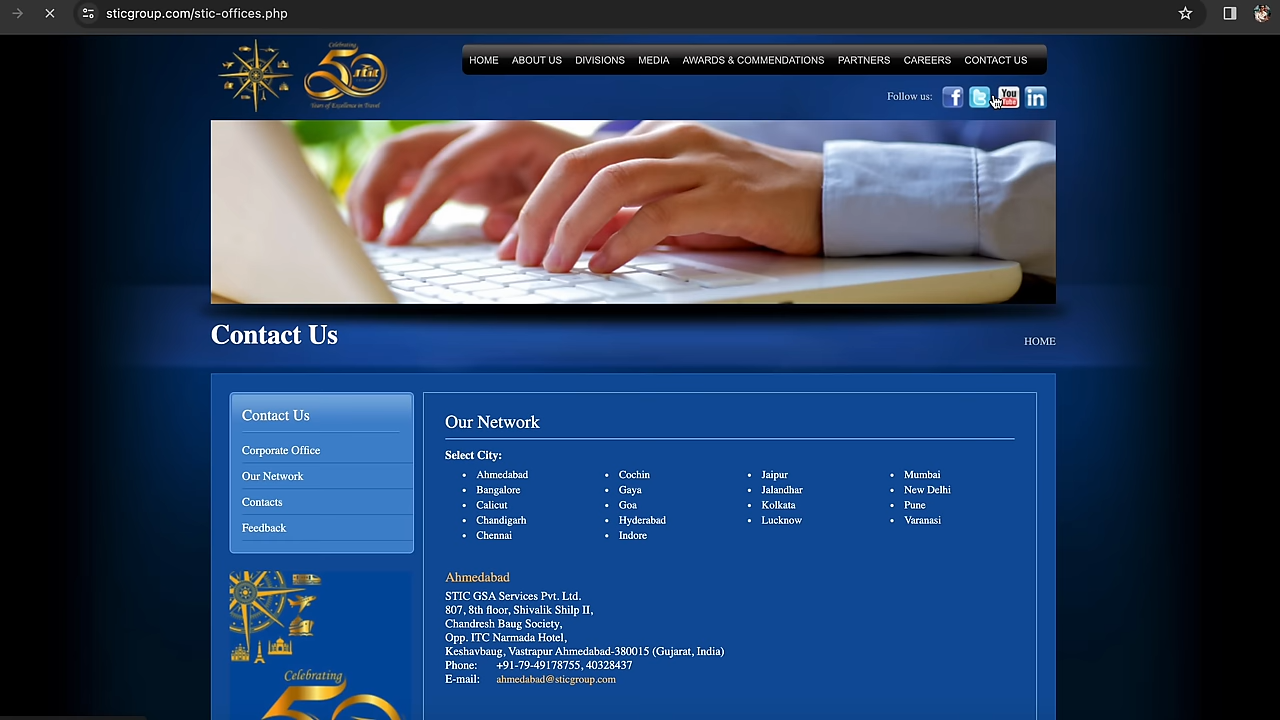 sticgroup.com/stic-offices.php
Celebrating
50
Years of Excellence in Travel
HOME ABOUT US DIVISIONS MEDIA AWARDS & COMMENDATIONS PARTNERS CAREERS CONTACT US
Follow us:
You
Contact Us
HOME
Contact Us
Corporate Office
Our Network
Contacts
Feedback
Celebrating
50
Our Network
Select City:
Ahmedabad
Bangalore
Calicut
Chandigarh
Chennai
Cochin
Gaya
Goa
Hyderabad
Indore
Jaipur
Jalandhar
Kolkata
Lucknow
Mumbai
New Delhi
Pune
Varanasi
Ahmedabad
STIC GSA Services Pvt. Ltd.
807, 8th floor, Shivalik Shilp II,
Chandresh Baug Society,
Opp. ITC Narmada Hotel,
Keshavbaug, Vastrapur Ahmedabad-380015 (Gujarat, India)
Phone: +91-79-49178755, 40328437
E-mail: ahmedabad@sticgroup.com